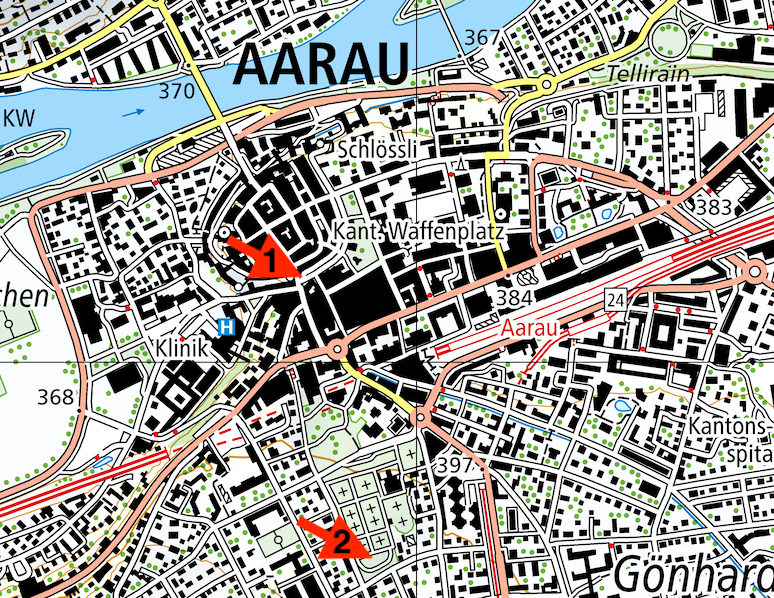 367
AARAU
Tellirain
370
KW
Schlössli
383
Kant. Waffenplatz
1
chen
384
24
Aarau
H
Klinik
368
Kantons-
spita
397
2
Gönhard